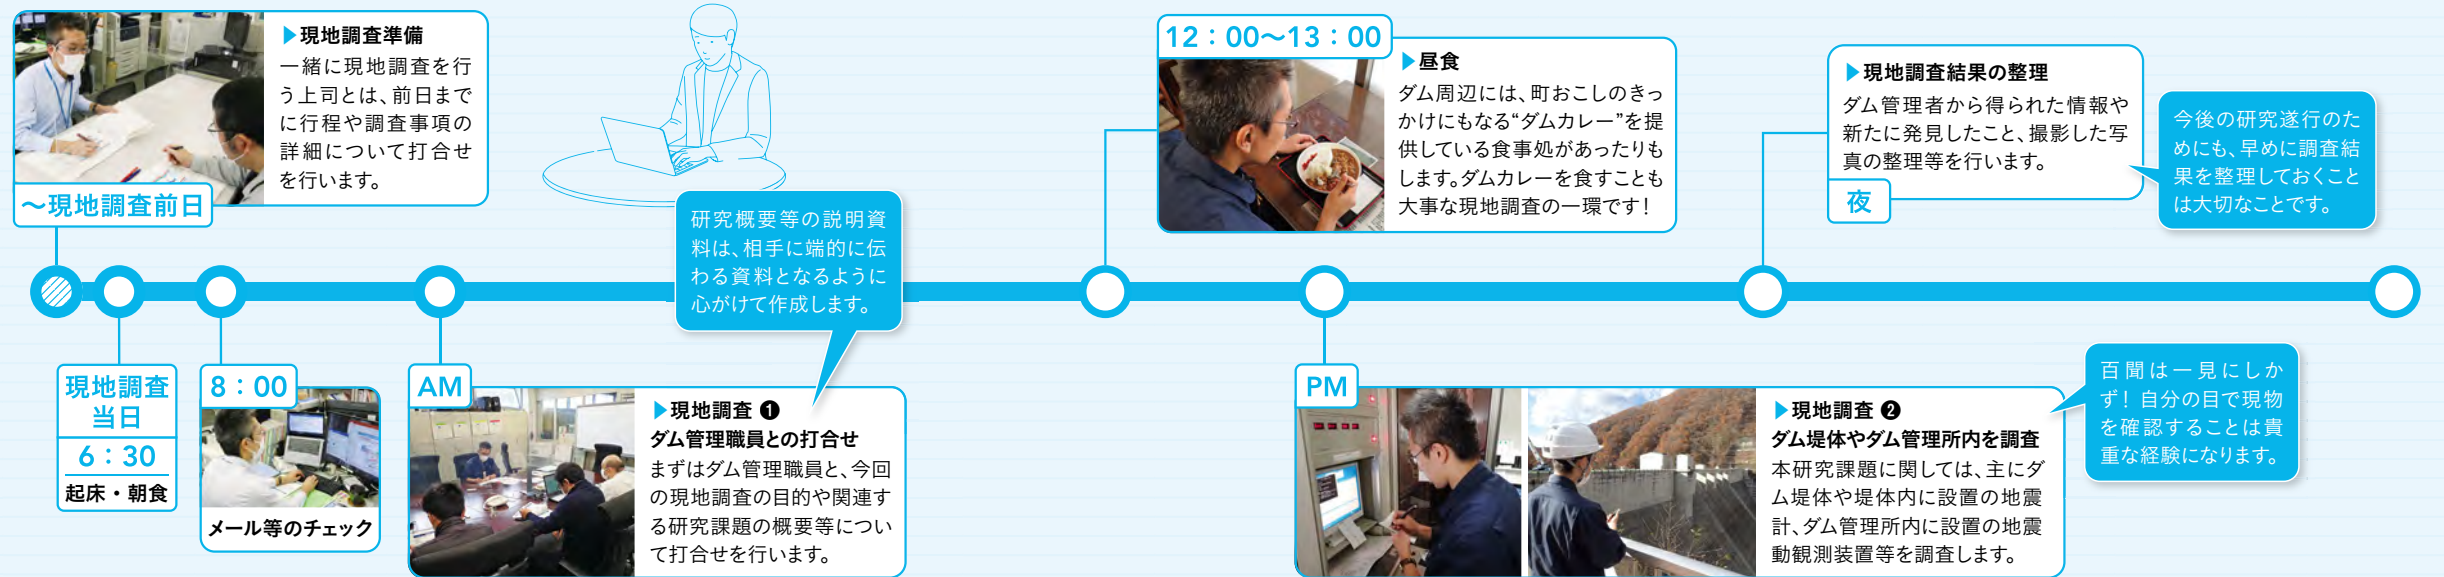 ▶現地調査準備
一緒に現地調査を行
う上司とは、前日まで
に行程や調査事項の
詳細について打合せ
を行います。
～現地調査前日
現地調査
当日
6：30
起床・朝食
8：00
メール等のチェック
AM
▶現地調査 ❶
ダム管理職員との打合せ
まずはダム管理職員と、今回
の現地調査の目的や関連す
る研究課題の概要等につい
て打合せを行います。
研究概要等の説明資
料は、相手に端的に伝
わる資料となるように
心がけて作成します。
12：00～13：00
▶昼食
ダム周辺には、町おこしのきっ
かけにもなる“ダムカレー”を提
供している食事処があったりも
します。ダムカレーを食すことも
大事な現地調査の一環です！
PM
▶現地調査 ❷
ダム堤体やダム管理所内を調査
本研究課題に関しては、主にダ
ム堤体や堤体内に設置の地震
計、ダム管理所内に設置の地震
動観測装置等を調査します。
百聞は一見にしか
ず！自分の目で現物
を確認することは貴
重な経験になります。
▶現地調査結果の整理
ダム管理者から得られた情報や
新たに発見したこと、撮影した写
真の整理等を行います。
夜
今後の研究遂行のた
めにも、早めに調査結
果を整理しておくこと
は大切なことです。